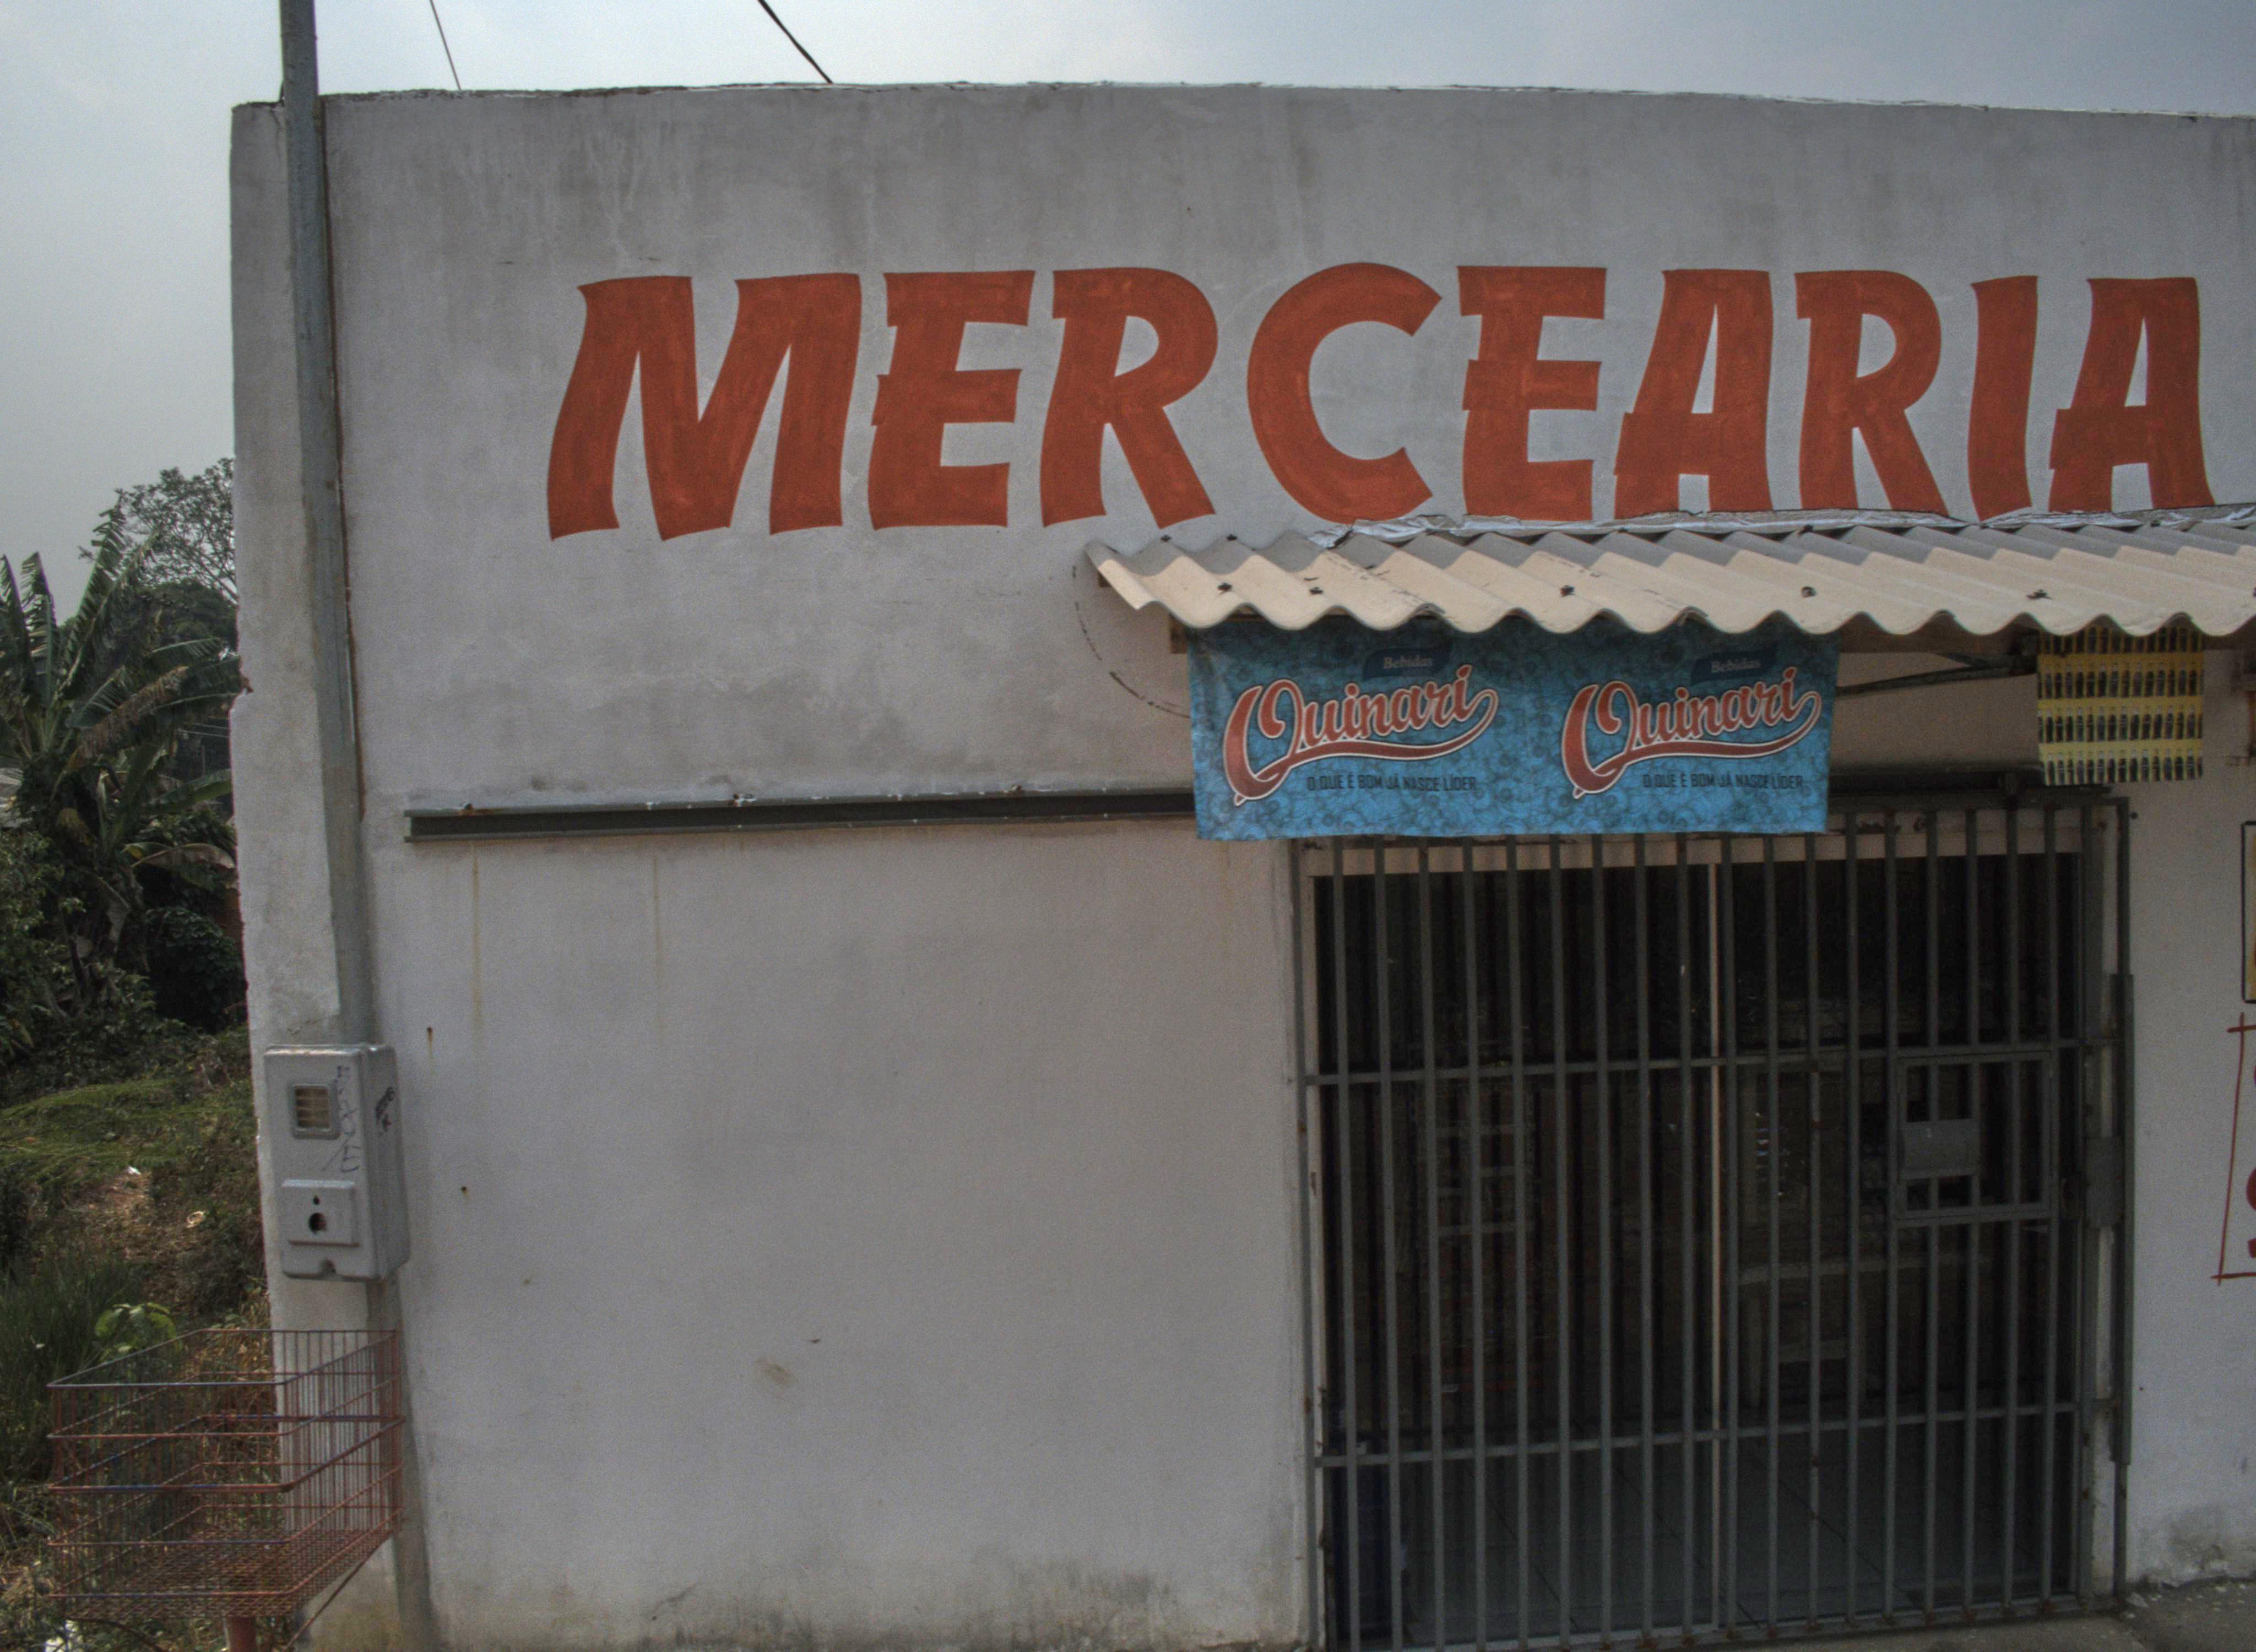 MERCEARIA
Bebidas
Quinari
O QUE É BOM JÁ NASCE LÍDER
Bebidas
Quinari
O QUE É BOM JÁ NASCE LÍDER